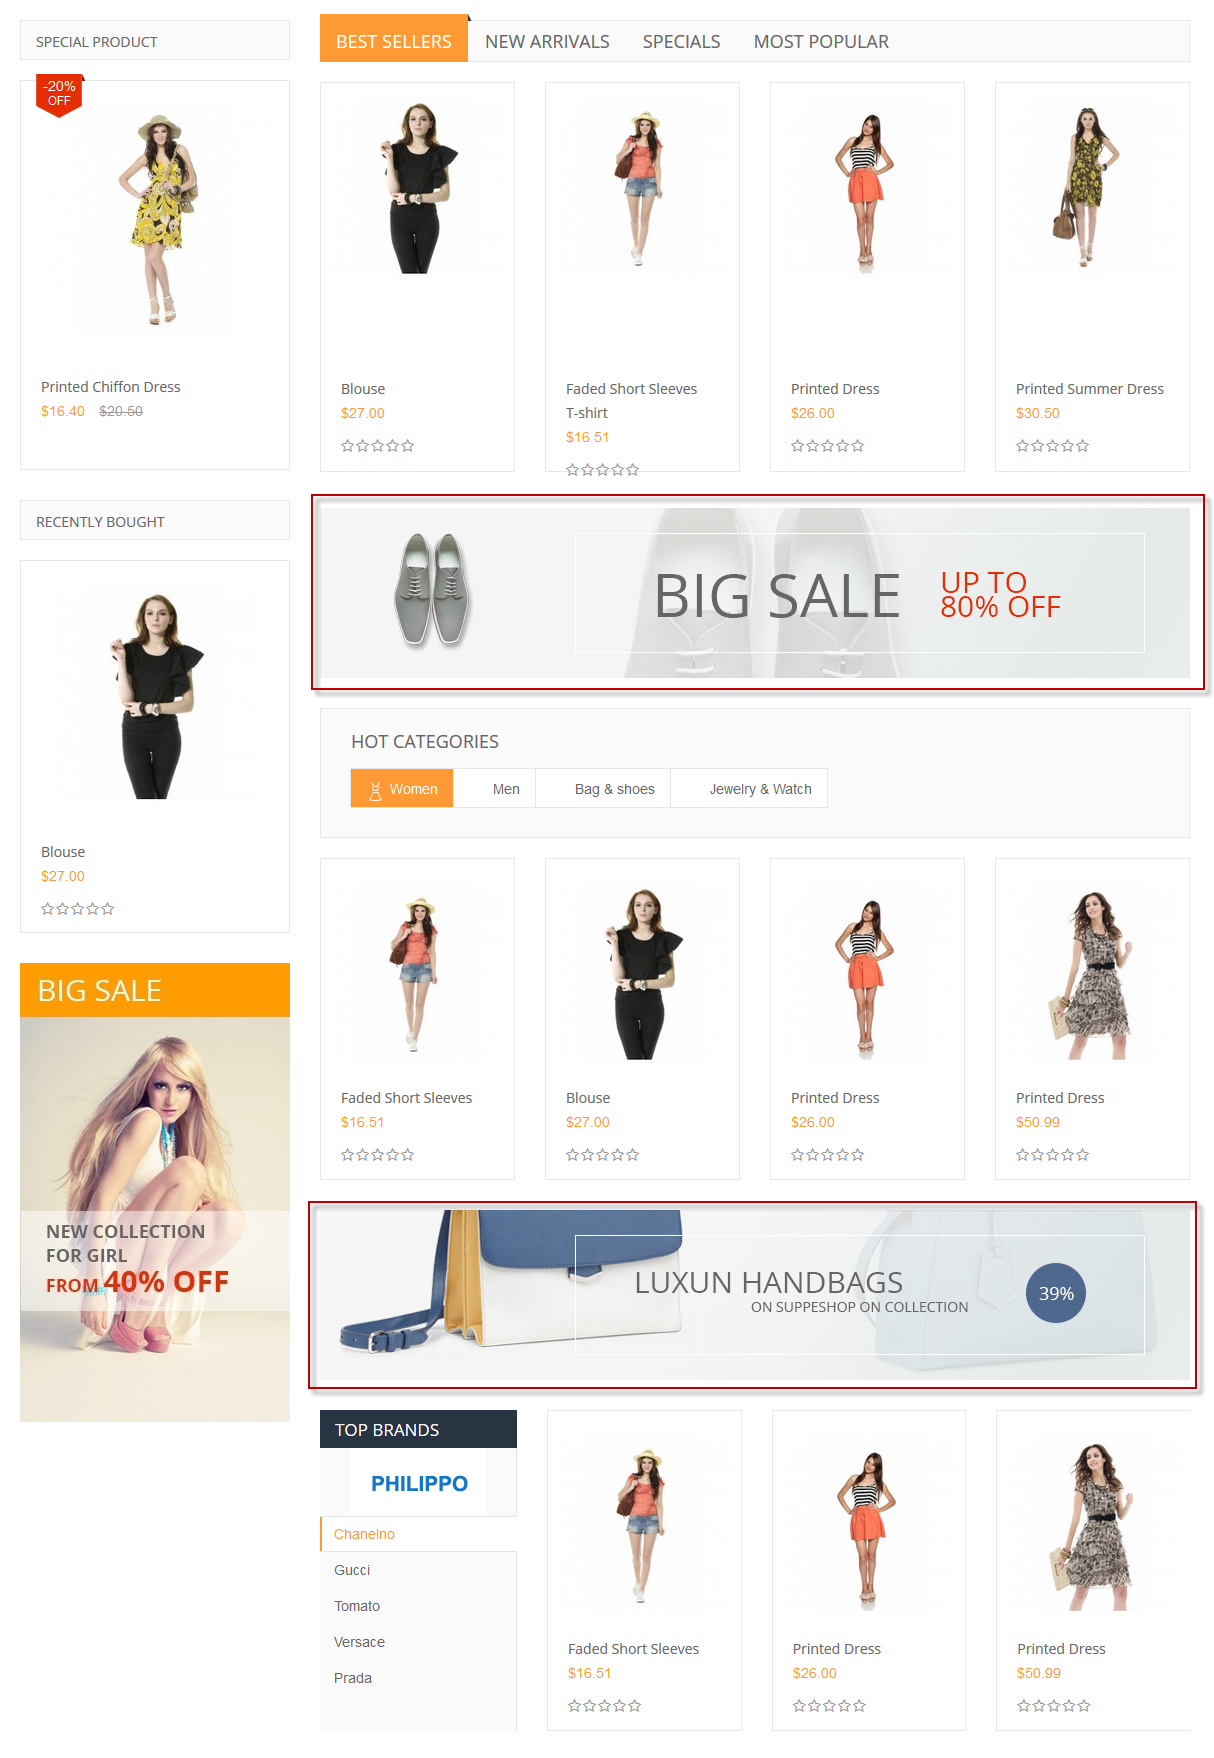 SPECIAL PRODUCT
-20%
OFF
Printed Chiffon Dress
$16.40 $20.50
RECENTLY BOUGHT
Blouse
$27.00
BIG SALE
NEW COLLECTION
FOR GIRL
FROM 40% OFF
BEST SELLERS NEW ARRIVALS SPECIALS MOST POPULAR
Blouse
$27.00
Faded Short Sleeves
T-shirt
$16.51
Printed Dress
$26.00
Printed Summer Dress
$30.50
BIG SALE
UP TO
80% OFF
HOT CATEGORIES
Women Men Bag & shoes Jewelry & Watch
Faded Short Sleeves
$16.51
Blouse
$27.00
Printed Dress
$26.00
Printed Dress
$50.99
LUXUN HANDBAGS
ON SUPPESHOP ON COLLECTION
39%
TOP BRANDS
PHILIPPO
Chanelno
Gucci
Tomato
Versace
Prada
Faded Short Sleeves
$16.51
Printed Dress
$26.00
Printed Dress
$50.99